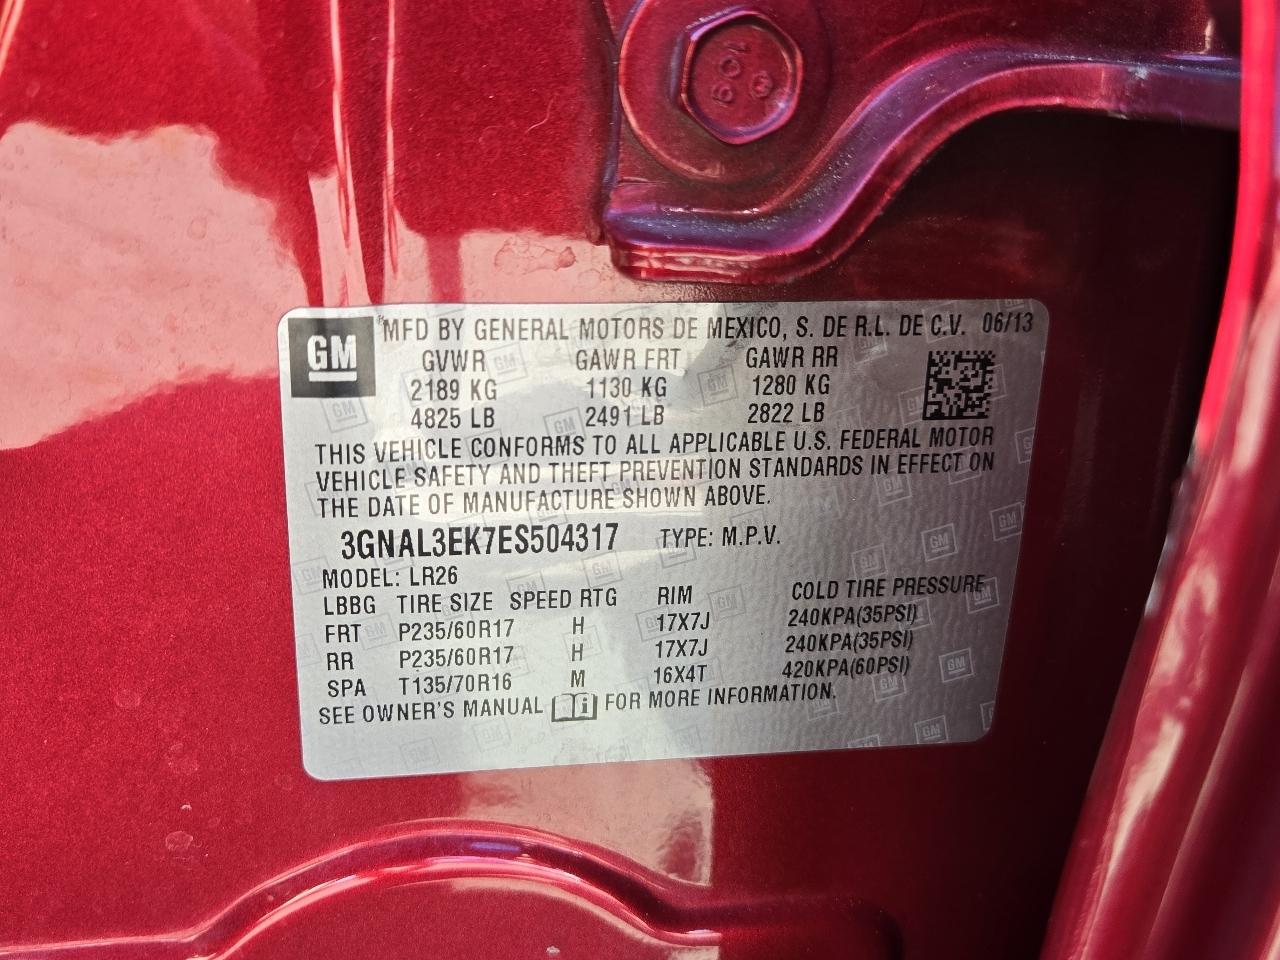 10.9
GM MFD BY GENERAL MOTORS DE MEXICO, S. DE R.L. DE C.V. 06/13
GVWR GAWR FRT GAWR RR
2189 KG 1130 KG 1280 KG
4825 LB 2491 LB 2822 LB
THIS VEHICLE CONFORMS TO ALL APPLICABLE U.S. FEDERAL MOTOR
VEHICLE SAFETY AND THEFT PREVENTION STANDARDS IN EFFECT ON
THE DATE OF MANUFACTURE SHOWN ABOVE.
3GNAL3EK7ES504317 TYPE: M.P.V.
MODEL: LR26
LBBG TIRE SIZE SPEED RTG RIM COLD TIRE PRESSURE
FRT P235/60R17 H 17X7J 240KPA(35PSI)
RR P235/60R17 H 17X7J 240KPA(35PSI)
SPA T135/70R16 M 16X4T 420KPA(60PSI)
SEE OWNER'S MANUAL FOR MORE INFORMATION.